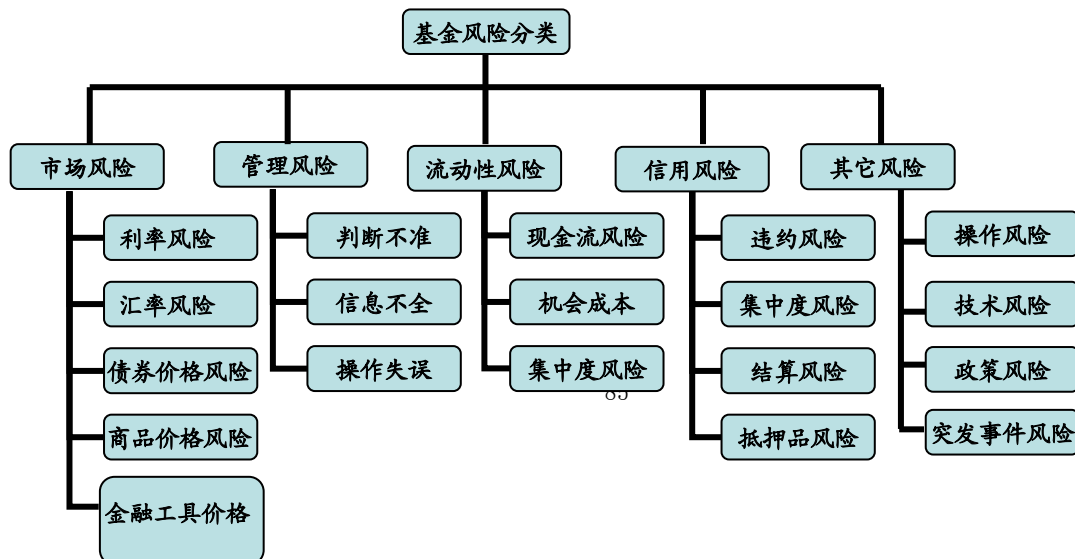 基金风险分类
市场风险
管理风险
流动性风险
信用风险
其它风险
利率风险
汇率风险
债券价格风险
商品价格风险
金融工具价格
判断不准
信息不全
操作失误
现金流风险
机会成本
集中度风险
违约风险
集中度风险
结算风险
抵押品风险
操作风险
技术风险
政策风险
突发事件风险